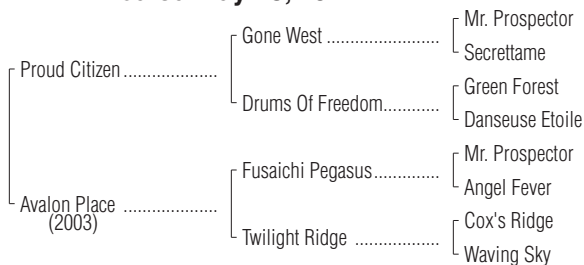 Mr. Prospector
Gone West ........................
Secrettame
Proud Citizen ....................
Green Forest
Drums Of Freedom............
Danseuse Etoile
Mr. Prospector
Fusaichi Pegasus..............
Angel Fever
Avalon Place ....................
(2003)
Cox's Ridge
Twilight Ridge ..................
Waving Sky